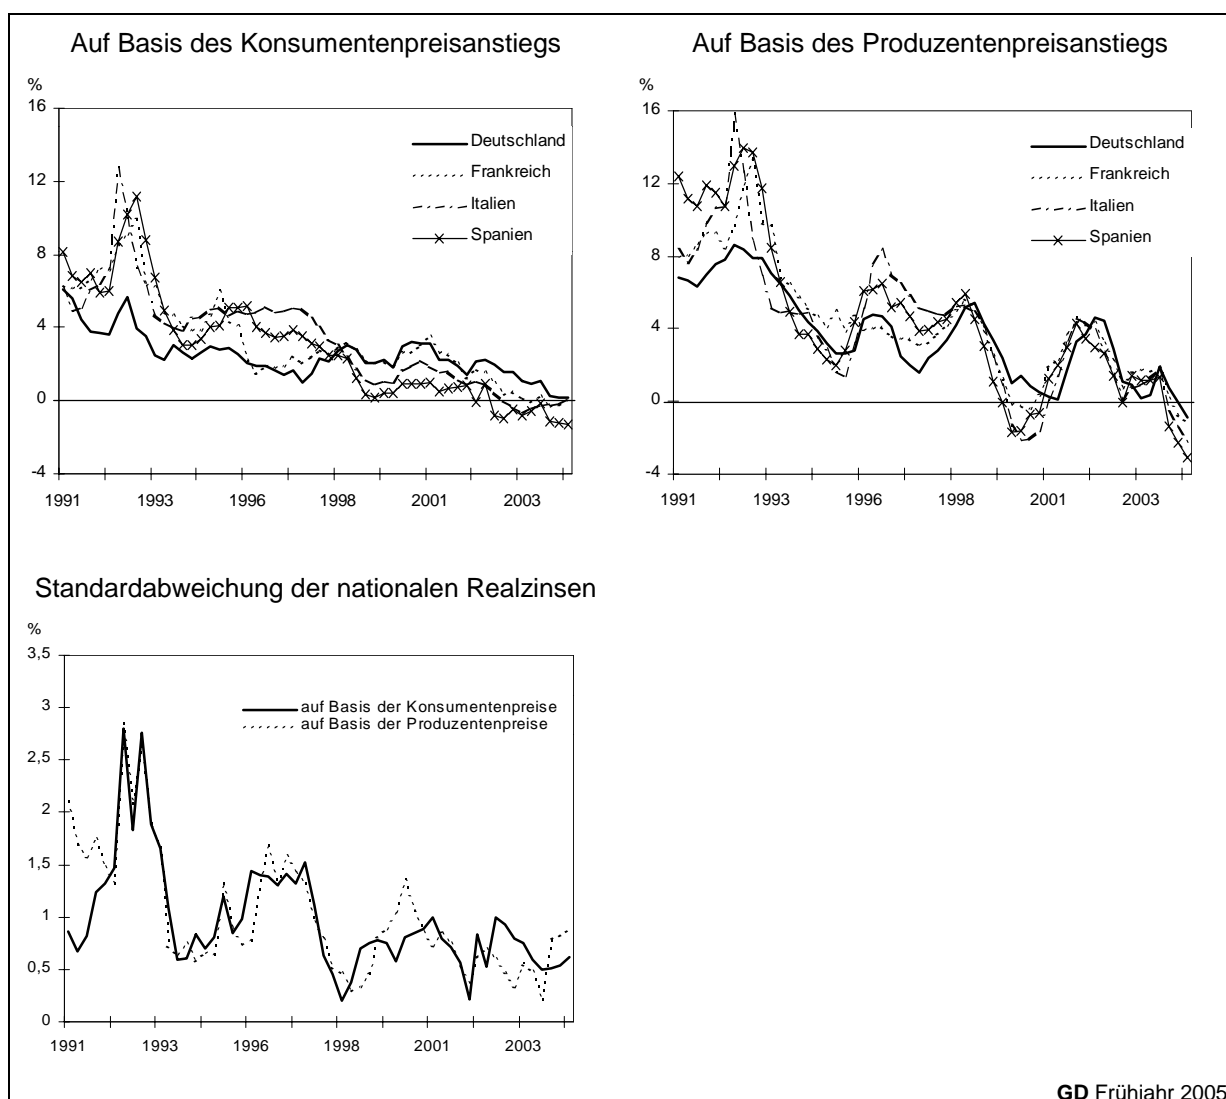 Auf Basis des Konsumentenpreisanstiegs
%
16
12
8
4
0
-4
Deutschland
Frankreich
Italien
Spanien
1991 1993 1996 1998 2001 2003
Auf Basis des Produzentenpreisanstiegs
%
16
12
8
4
0
-4
Deutschland
Frankreich
Italien
Spanien
1991 1993 1996 1998 2001 2003
Standardabweichung der nationalen Realzinsen
%
3,5
3
2,5
2
1,5
1
0,5
0
auf Basis der Konsumentenpreise
auf Basis der Produzentenpreise
1991 1993 1996 1998 2001 2003
GD Frühjahr 2005